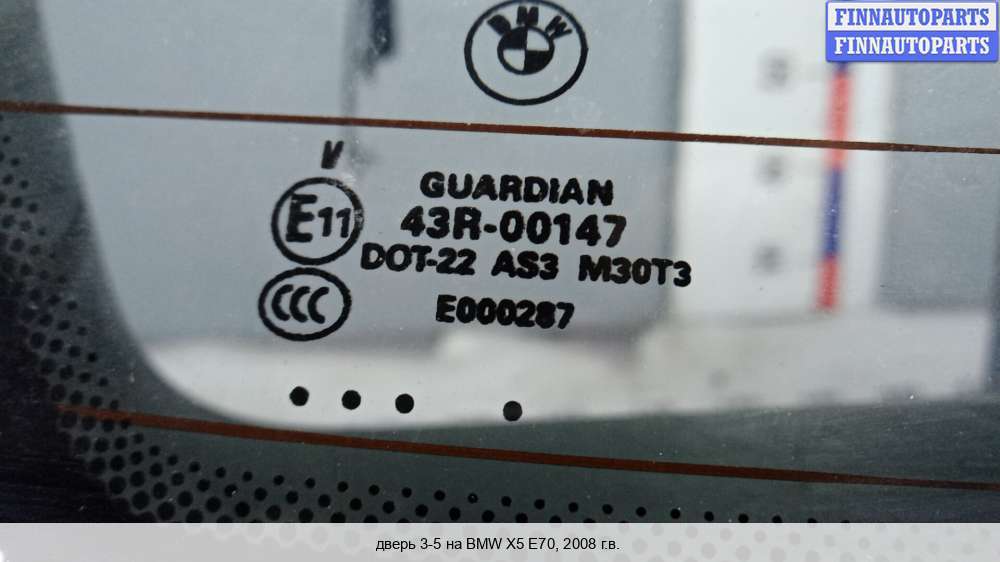 FINNAUTOPARTS
FINNAUTOPARTS
BMW
V
GUARDIAN
E11
43R-00147
DOT-22 AS3 M30T3
CCC
E000287
дверь 3-5 на BMW X5 E70, 2008 г.в.